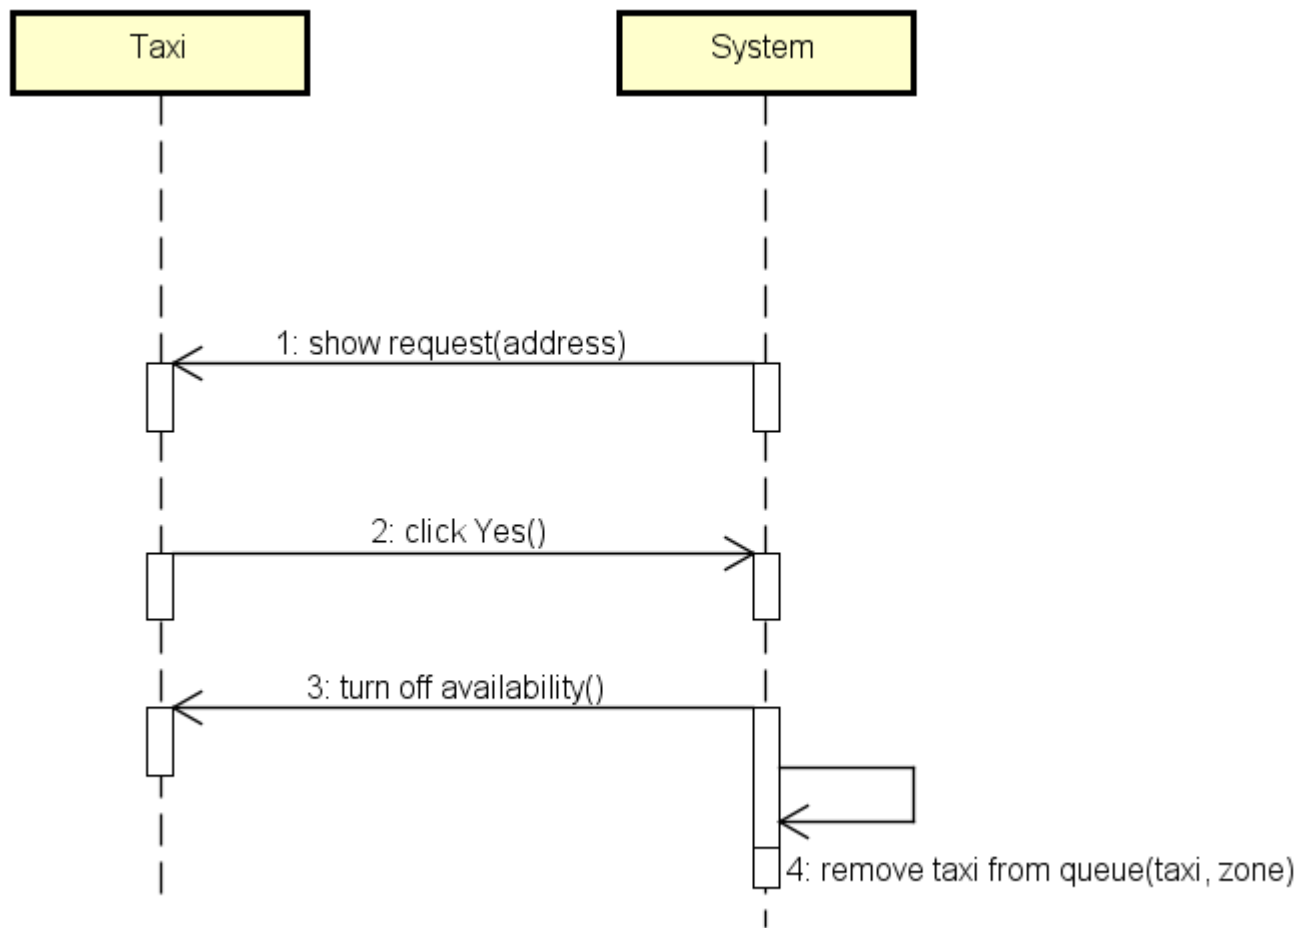 Taxi
System
1: show request(address)
2: click Yes()
3: turn off availability()
4: remove taxi from queue(taxi, zone)